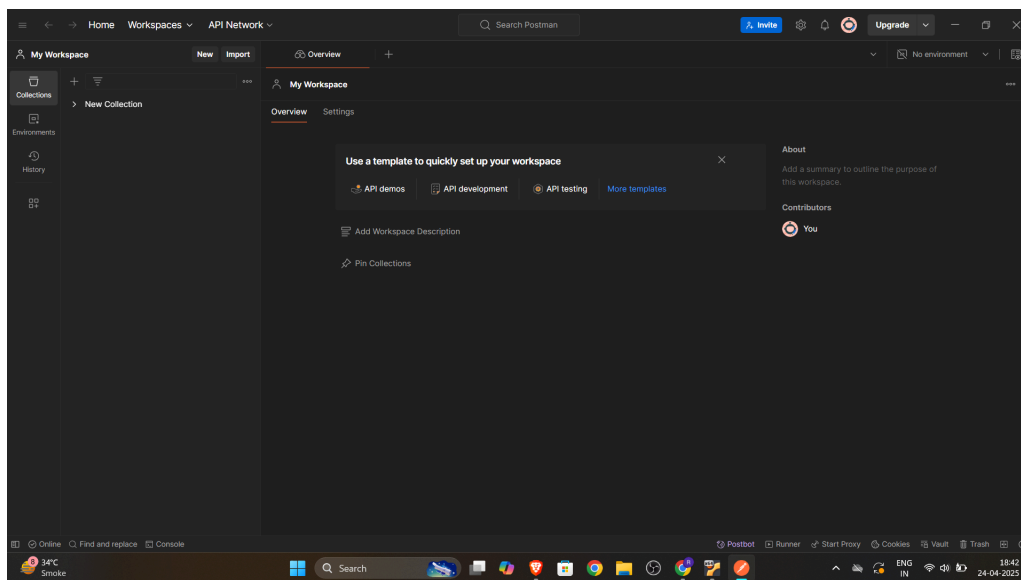 Home Workspaces API Network Search Postman Invite Upgrade
My Workspace New Import Overview No environment
Collections
New Collection
Environments
History
My Workspace
Overview Settings
Use a template to quickly set up your workspace
API demos API development API testing More templates
Add Workspace Description
Pin Collections
About
Add a summary to outline the purpose of
this workspace.
Contributors
You
Online Find and replace Console Postbot Runner Start Proxy Cookies Vault Trash
8
34°C
Smoke
Search
ENG
IN
18:42
24-04-2025